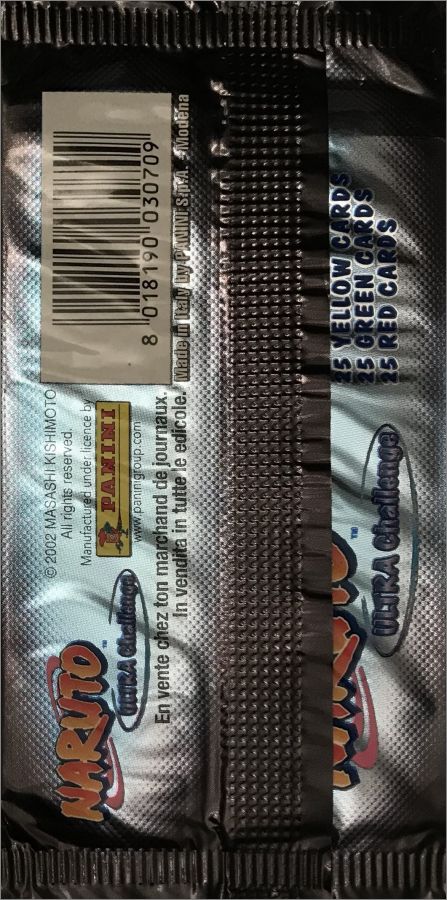 NARUTO™
ULTRA Challenge
© 2002 MASASHI KISHIMOTO
All rights reserved.
Manufactured under licence by
PANINI
www.paninigroup.com
En vente chez ton marchand de journaux.
In vendita in tutte le edicole.
8 018190 030709
Made in Italy by PANINI S.p.A. - Modena
25 YELLOW CARDS
25 GREEN CARDS
25 RED CARDS
ULTRA Challenge
™